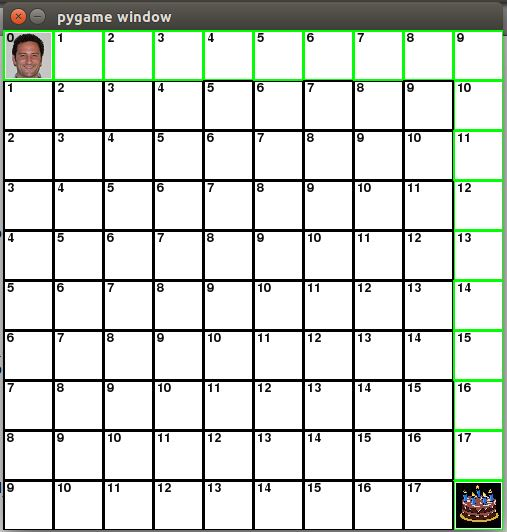 pygame window
0 1 2 3 4 5 6 7 8 9
1 2 3 4 5 6 7 8 9 10
2 3 4 5 6 7 8 9 10 11
3 4 5 6 7 8 9 10 11 12
4 5 6 7 8 9 10 11 12 13
5 6 7 8 9 10 11 12 13 14
6 7 8 9 10 11 12 13 14 15
7 8 9 10 11 12 13 14 15 16
8 9 10 11 12 13 14 15 16 17
9 10 11 12 13 14 15 16 17